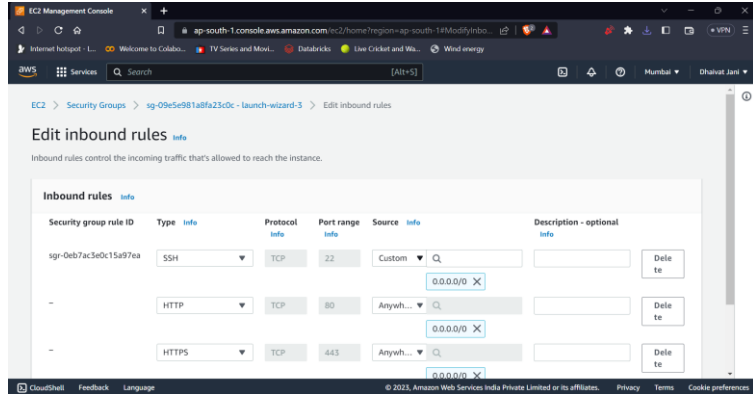 EC2 Management Console
ap-south-1.console.aws.amazon.com/ec2/home?region=ap-south-1#ModifyInbo...
VPN
Internet hotspot - L... Welcome to Colabo... TV Series and Movi... Databricks Live Cricket and Wa... Wind energy
aws Services Search [Alt+S] Mumbai Dhaivat Jani
EC2 > Security Groups > sg-09e5e981a8fa23c0c - launch-wizard-3 > Edit inbound rules
Edit inbound rules Info
Inbound rules control the incoming traffic that's allowed to reach the instance.
Inbound rules Info
Security group rule ID Type Info Protocol Info Port range Info Source Info Description - optional Info
sgr-0eb7ac3e0c15a97ea SSH TCP 22 Custom Delete
0.0.0.0/0
– HTTP TCP 80 Anywh... Delete
0.0.0.0/0
– HTTPS TCP 443 Anywh... Delete
0.0.0.0/0
CloudShell Feedback Language © 2023, Amazon Web Services India Private Limited or its affiliates. Privacy Terms Cookie preferences